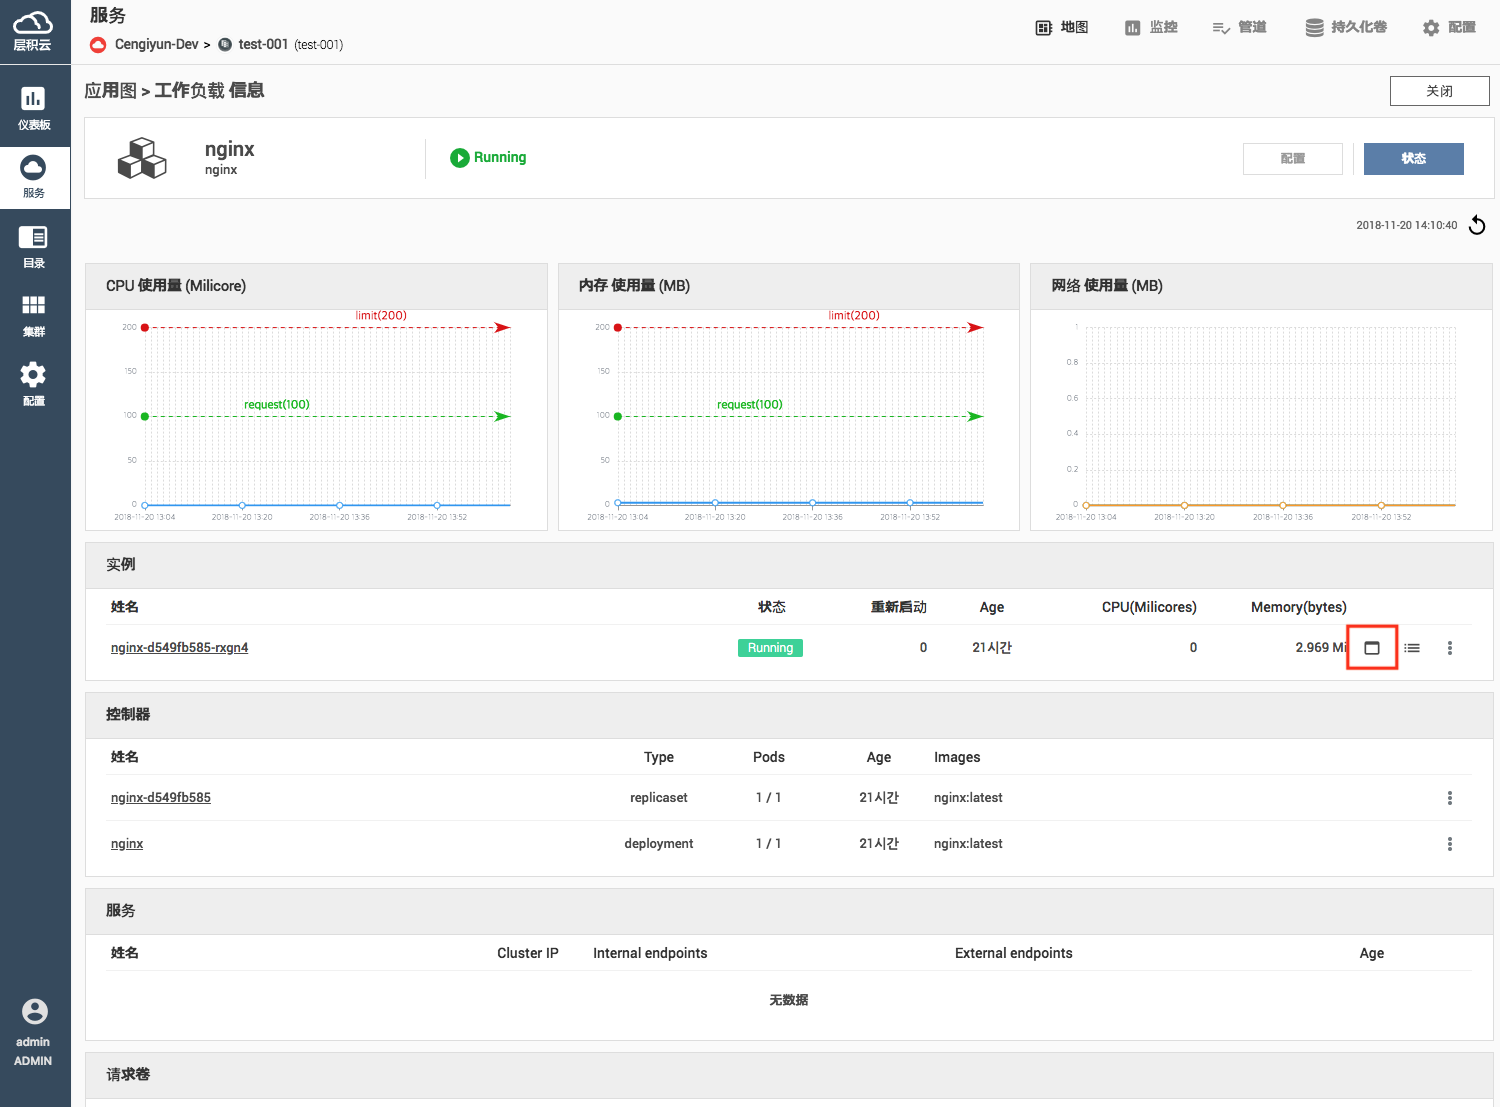 层积云
服务
Cengiyun-Dev > test-001 (test-001)
地图
监控
管道
持久化卷
配置
仪表板
服务
目录
集群
配置
admin
ADMIN
应用图 > 工作负载 信息
关闭
nginx
nginx
Running
配置
状态
2018-11-20 14:10:40
CPU 使用量 (Milicore)
limit(200)
200
150
request(100)
100
50
0
2018-11-20 13:04 2018-11-20 13:20 2018-11-20 13:36 2018-11-20 13:52
内存 使用量 (MB)
limit(200)
200
150
request(100)
100
50
0
2018-11-20 13:04 2018-11-20 13:20 2018-11-20 13:36 2018-11-20 13:52
网络 使用量 (MB)
1
0.8
0.6
0.4
0.2
0
2018-11-20 13:04 2018-11-20 13:20 2018-11-20 13:36 2018-11-20 13:52
实例
姓名 状态 重新启动 Age CPU(Milicores) Memory(bytes)
nginx-d549fb585-rxgn4 Running 0 21시간 0 2.969 Mi
控制器
姓名 Type Pods Age Images
nginx-d549fb585 replicaset 1 / 1 21시간 nginx:latest
nginx deployment 1 / 1 21시간 nginx:latest
服务
姓名 Cluster IP Internal endpoints External endpoints Age
无数据
请求卷